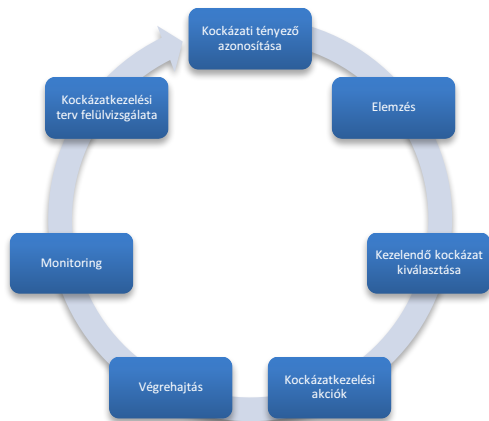 Kockázati tényező
azonosítása
Elemzés
Kezelendő kockázat
kiválasztása
Kockázatkezelési
akciók
Végrehajtás
Monitoring
Kockázatkezelési
terv felülvizsgálata